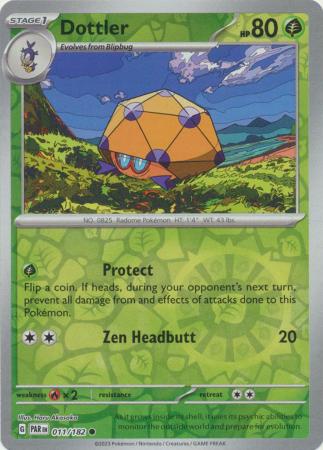 STAGE 1
Dottler
HP 80
Evolves from Blipbug
NO. 0825 Radome Pokémon HT: 1'4" WT: 43 lbs.
Protect
Flip a coin. If heads, during your opponent's next turn,
prevent all damage from and effects of attacks done to this
Pokémon.
Zen Headbutt 20
weakness ×2 resistance retreat
Illus. Haru Akasaka
G PAR EN 011/182
As it grows inside its shell, it uses its psychic abilities to
monitor the outside world and prepare for evolution.
©2023 Pokémon / Nintendo / Creatures / GAME FREAK